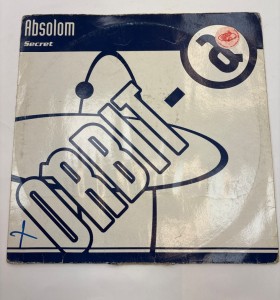 Absolom
Secret
a
ORBIT
x